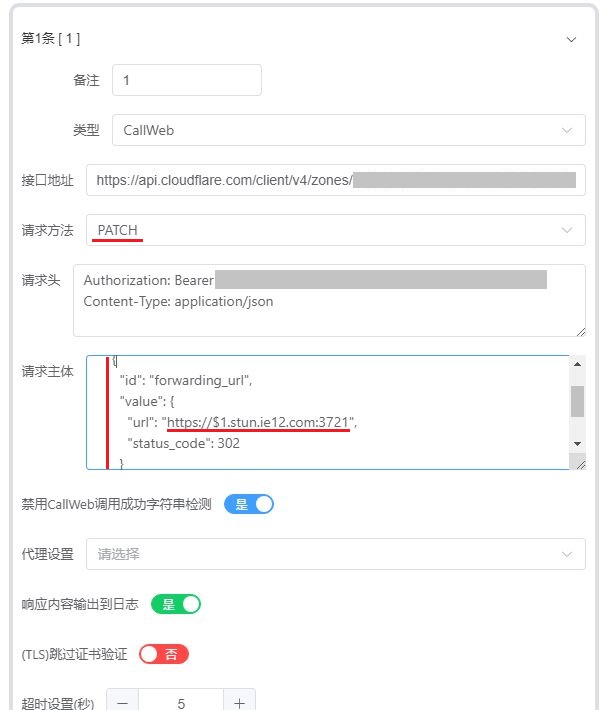 第1条 [ 1 ]
备注 1
类型 CallWeb
接口地址 https://api.cloudflare.com/client/v4/zones/
请求方法 PATCH
请求头 Authorization: Bearer
Content-Type: application/json
请求主体 {
"id": "forwarding_url",
"value": {
"url": "https://$1.stun.ie12.com:3721",
"status_code": 302
}
禁用CallWeb调用成功字符串检测 是
代理设置 请选择
响应内容输出到日志 是
(TLS)跳过证书验证 否
超时设置(秒) — 5 +